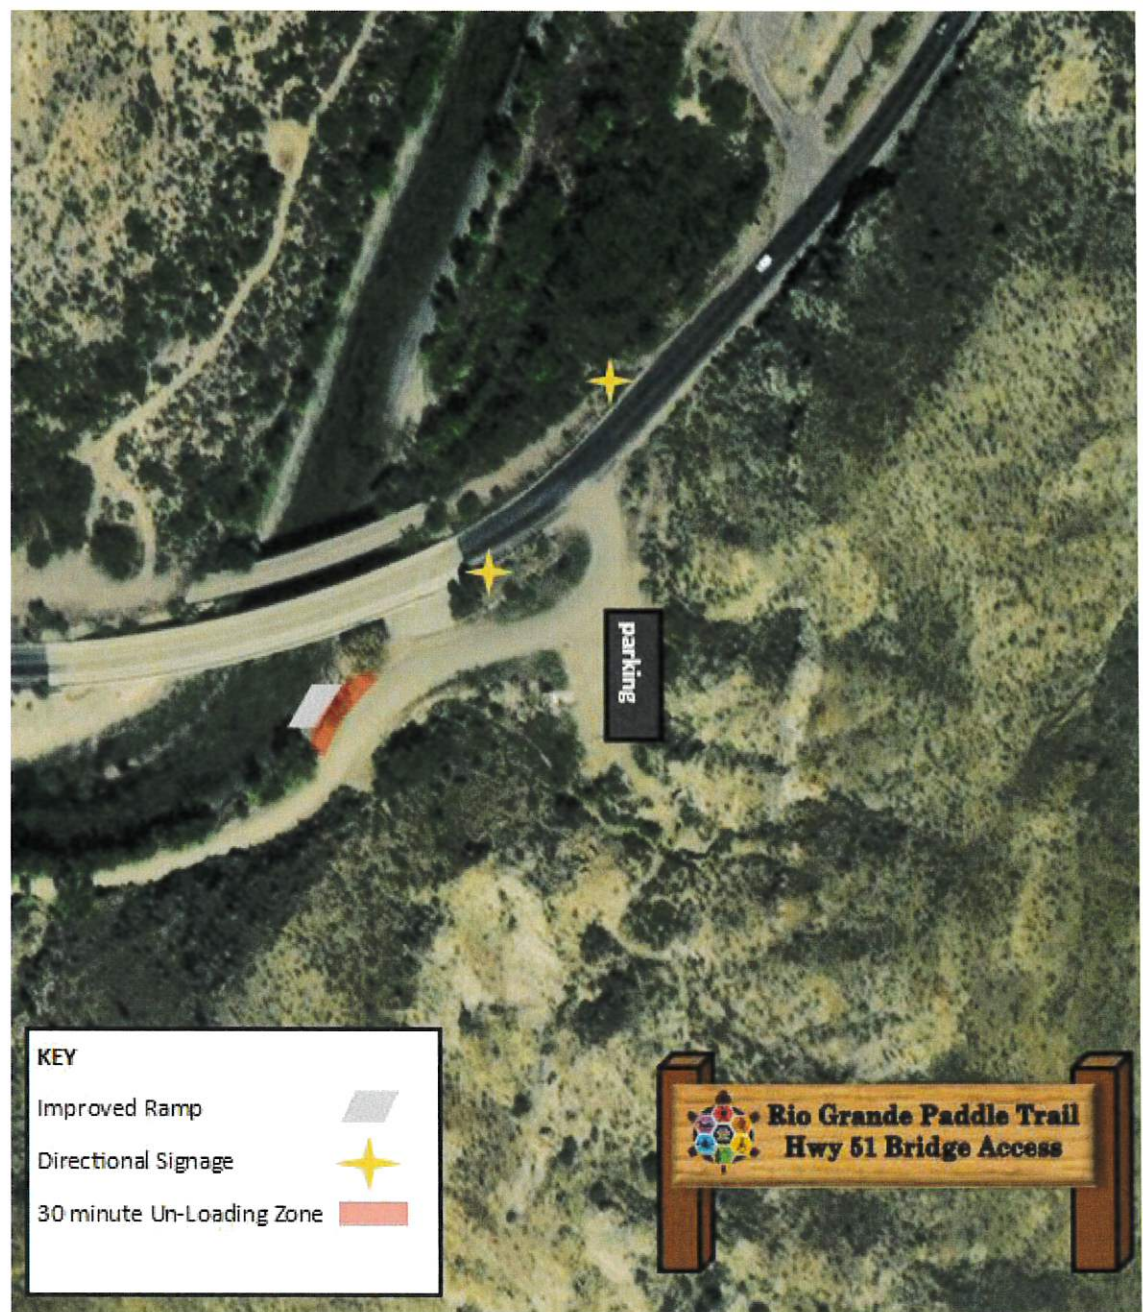 parking
KEY
Improved Ramp
Directional Signage
30 minute Un-Loading Zone
Rio Grande Paddle Trail
Hwy 51 Bridge Access